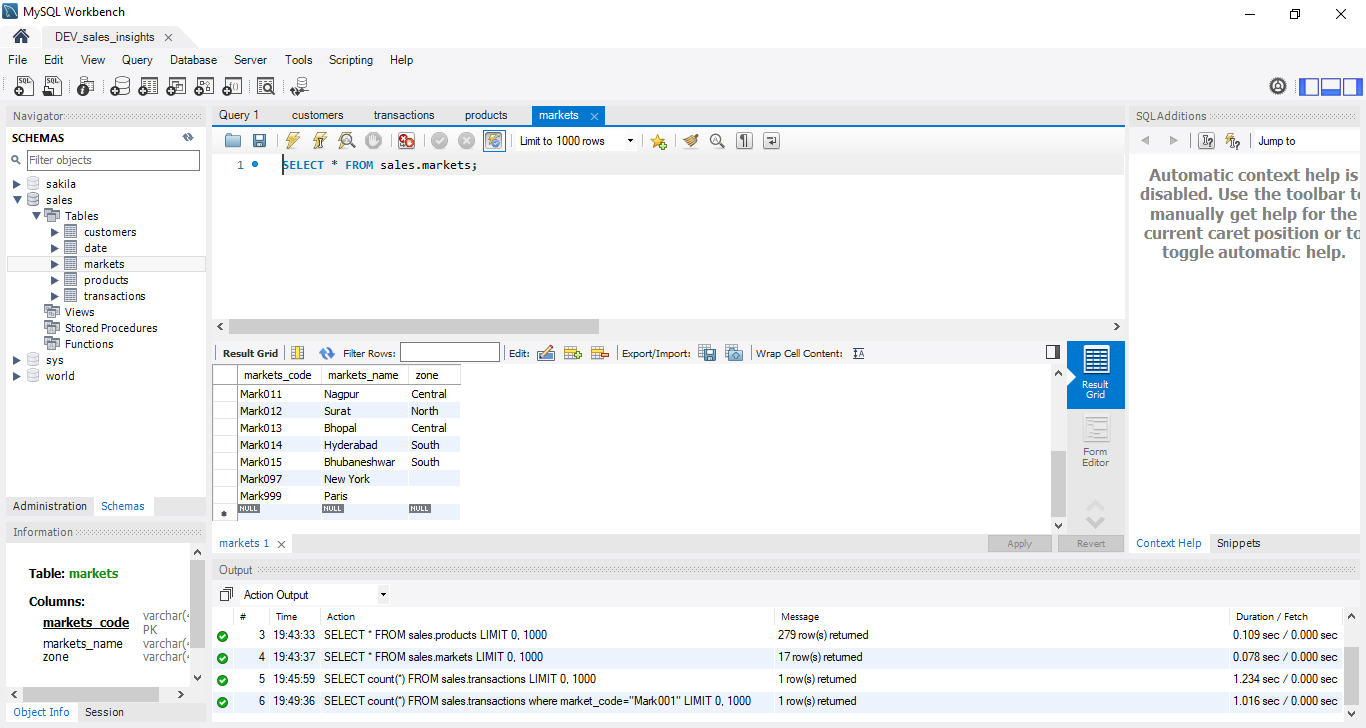 MySQL Workbench
DEV_sales_insights
File Edit View Query Database Server Tools Scripting Help
Navigator
SCHEMAS
Filter objects
sakila
sales
Tables
customers
date
markets
products
transactions
Views
Stored Procedures
Functions
sys
world
Administration Schemas
Information
Table: markets
Columns:
markets_code varchar(4
PK
markets_name varchar(4
zone varchar(4
Object Info Session
Query 1 customers transactions products markets
Limit to 1000 rows
1 SELECT * FROM sales.markets;
Result Grid Filter Rows: Edit: Export/Import: Wrap Cell Content:
markets_code markets_name zone
Mark011 Nagpur Central
Mark012 Surat North
Mark013 Bhopal Central
Mark014 Hyderabad South
Mark015 Bhubaneshwar South
Mark097 New York
Mark999 Paris
NULL NULL NULL
Result
Grid
Form
Editor
markets 1 Apply Revert
Output
Action Output
# Time Action Message Duration / Fetch
3 19:43:33 SELECT * FROM sales.products LIMIT 0, 1000 279 row(s) returned 0.109 sec / 0.000 sec
4 19:43:37 SELECT * FROM sales.markets LIMIT 0, 1000 17 row(s) returned 0.078 sec / 0.000 sec
5 19:45:59 SELECT count(*) FROM sales.transactions LIMIT 0, 1000 1 row(s) returned 1.234 sec / 0.000 sec
6 19:49:36 SELECT count(*) FROM sales.transactions where market_code="Mark001" LIMIT 0, 1000 1 row(s) returned 1.016 sec / 0.000 sec
SQLAdditions
Jump to
Automatic context help is
disabled. Use the toolbar to
manually get help for the
current caret position or to
toggle automatic help.
Context Help Snippets